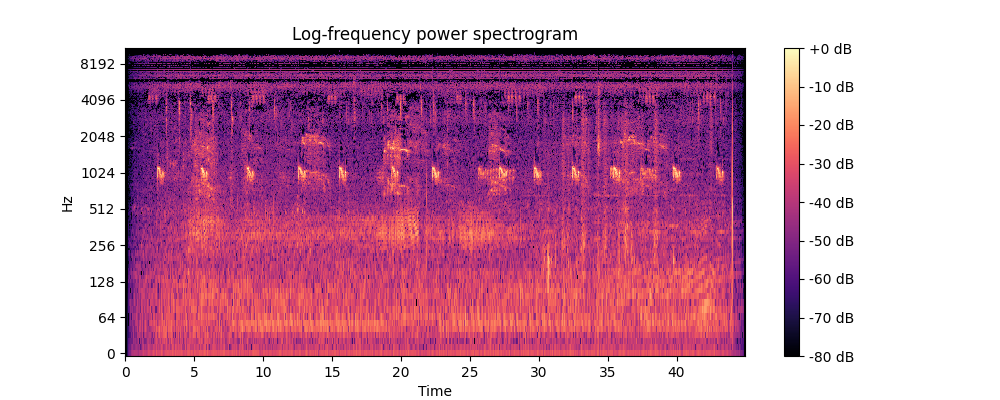 Log-frequency power spectrogram
Hz
8192
4096
2048
1024
512
256
128
64
0
0 5 10 15 20 25 30 35 40
Time
+0 dB
-10 dB
-20 dB
-30 dB
-40 dB
-50 dB
-60 dB
-70 dB
-80 dB